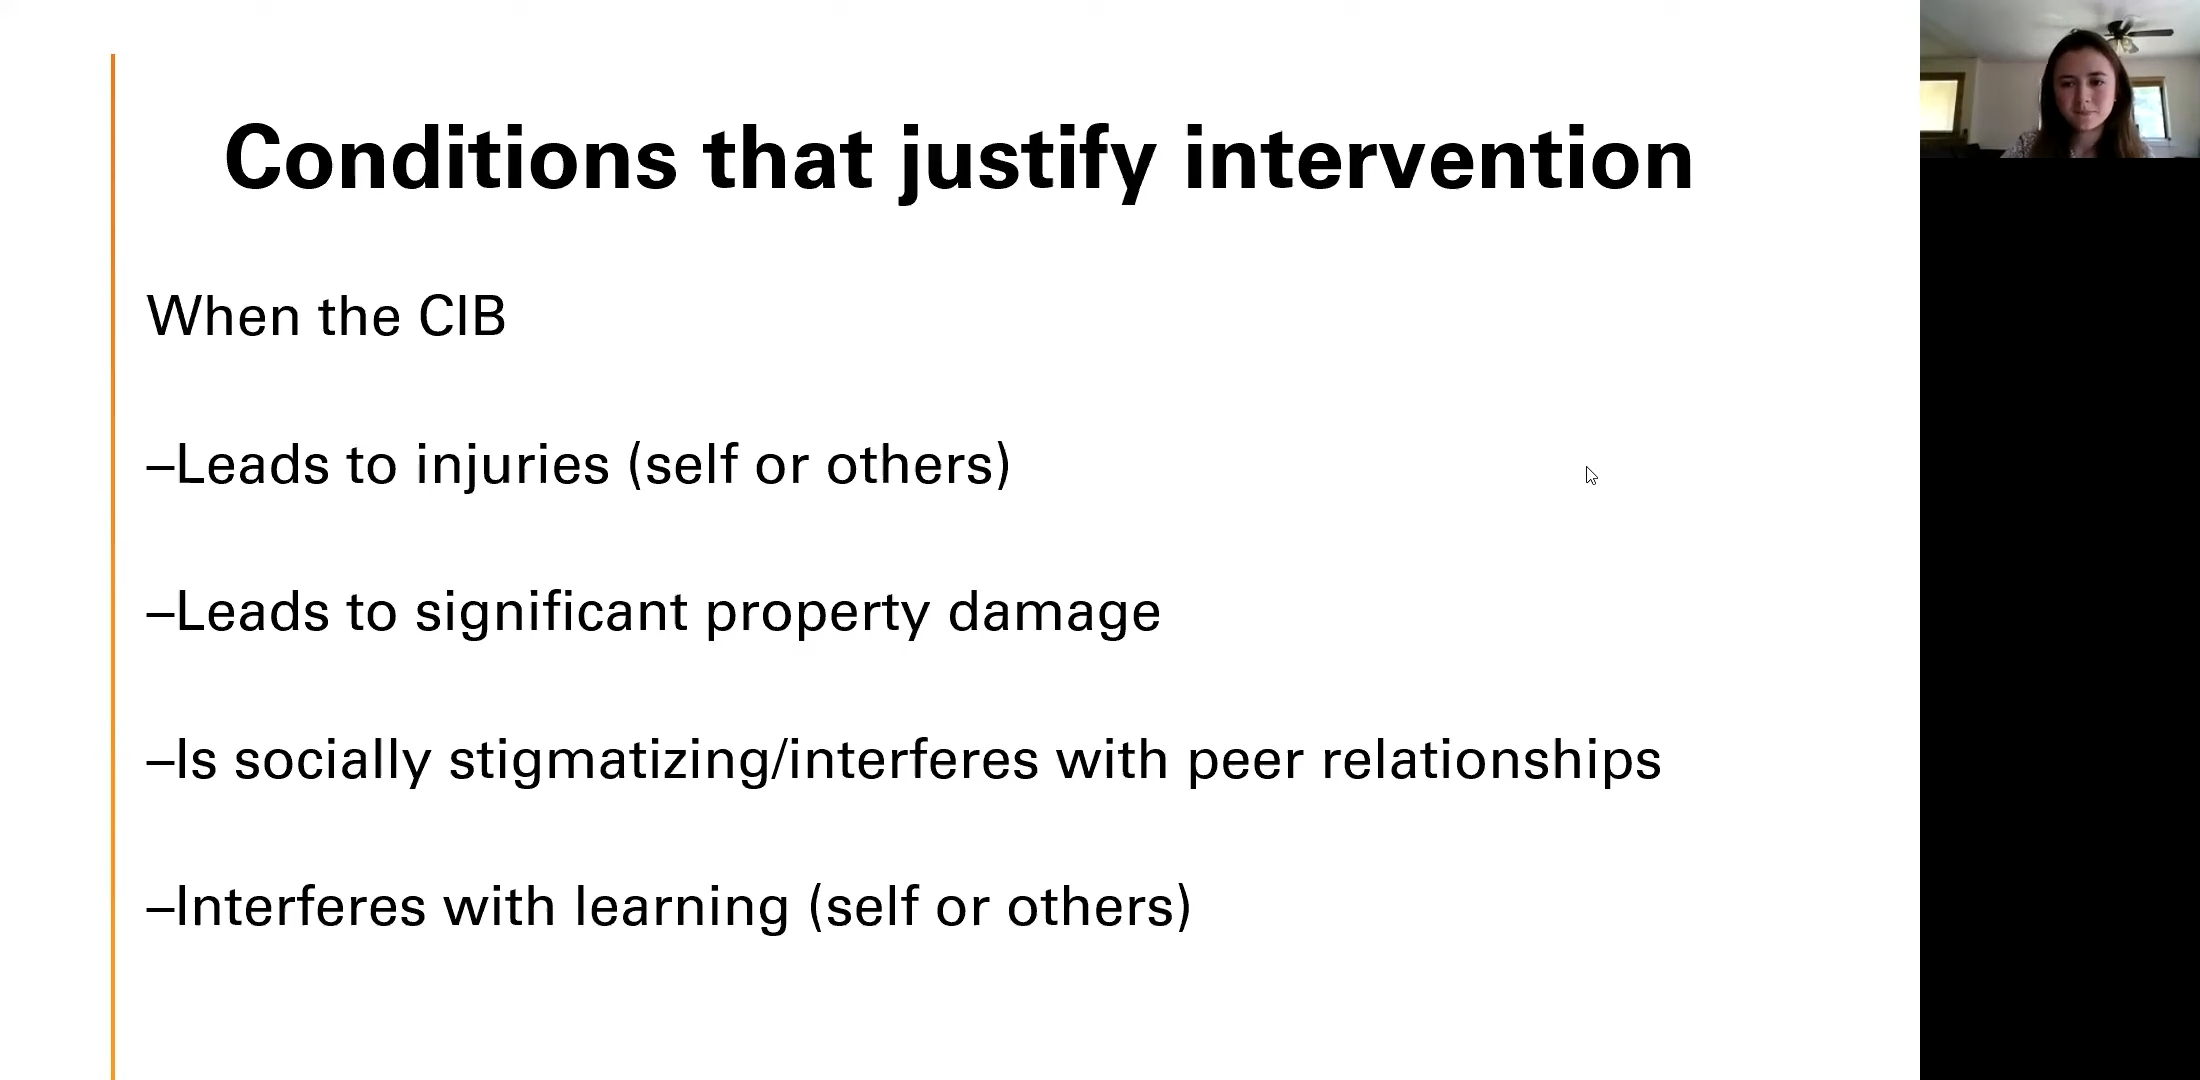 Conditions that justify intervention
When the CIB
–Leads to injuries (self or others)
–Leads to significant property damage
–Is socially stigmatizing/interferes with peer relationships
–Interferes with learning (self or others)